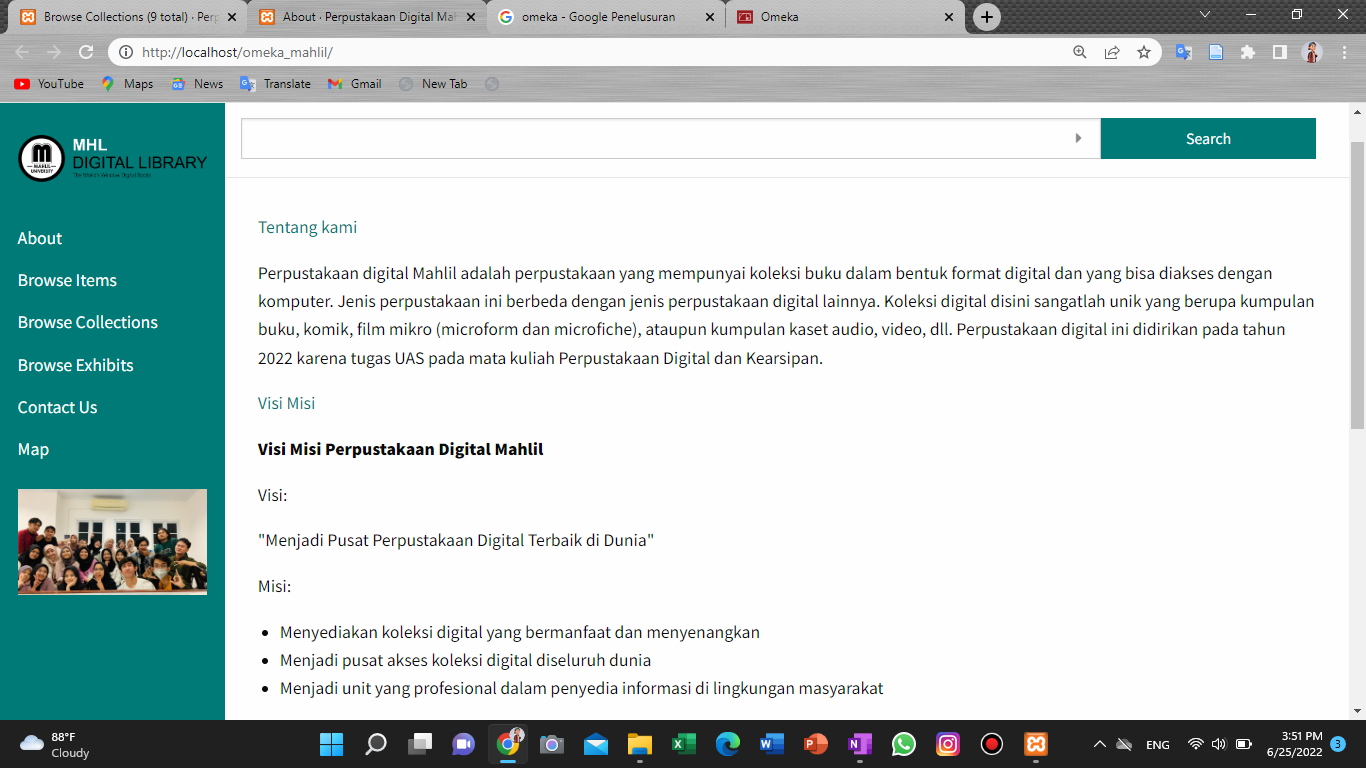 Browse Collections (9 total) · Per
About · Perpustakaan Digital Mah
omeka - Google Penelusuran
Omeka
http://localhost/omeka_mahlil/
YouTube
Maps
News
Translate
Gmail
New Tab
M
MAHLIL
UNIVERSITY
MHL
DIGITAL LIBRARY
Search
About
Browse Items
Browse Collections
Browse Exhibits
Contact Us
Map
Tentang kami
Perpustakaan digital Mahlil adalah perpustakaan yang mempunyai koleksi buku dalam bentuk format digital dan yang bisa diakses dengan
komputer. Jenis perpustakaan ini berbeda dengan jenis perpustakaan digital lainnya. Koleksi digital disini sangatlah unik yang berupa kumpulan
buku, komik, film mikro (microform dan microfiche), ataupun kumpulan kaset audio, video, dll. Perpustakaan digital ini didirikan pada tahun
2022 karena tugas UAS pada mata kuliah Perpustakaan Digital dan Kearsipan.
Visi Misi
Visi Misi Perpustakaan Digital Mahlil
Visi:
"Menjadi Pusat Perpustakaan Digital Terbaik di Dunia"
Misi:
Menyediakan koleksi digital yang bermanfaat dan menyenangkan
Menjadi pusat akses koleksi digital diseluruh dunia
Menjadi unit yang profesional dalam penyedia informasi di lingkungan masyarakat
88°F
Cloudy
ENG
3:51 PM
6/25/2022
3